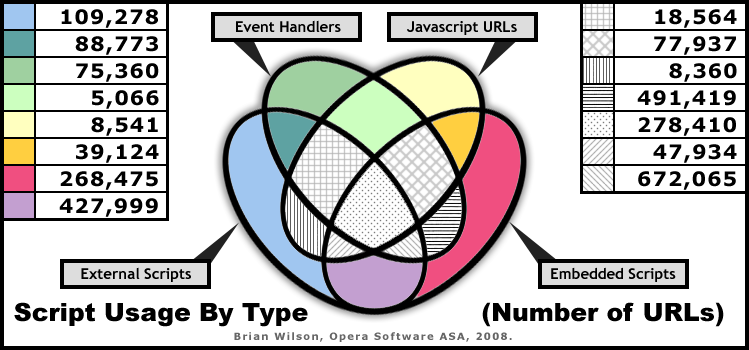 Event Handlers
Javascript URLs
109,278
88,773
75,360
5,066
8,541
39,124
268,475
427,999
18,564
77,937
8,360
491,419
278,410
47,934
672,065
External Scripts
Embedded Scripts
Script Usage By Type (Number of URLs)
Brian Wilson, Opera Software ASA, 2008.